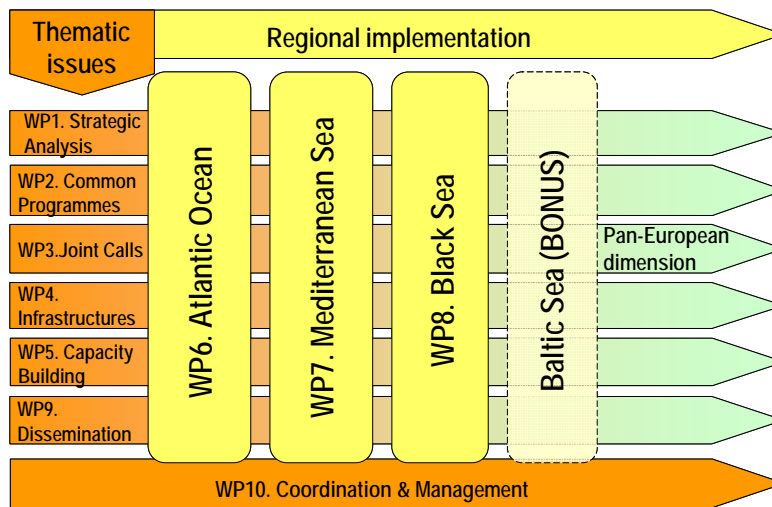 Thematic
issues
Regional implementation
WP1. Strategic
Analysis
WP2. Common
Programmes
WP3.Joint Calls
WP4.
Infrastructures
WP5. Capacity
Building
WP9.
Dissemination
WP6. Atlantic Ocean
WP7. Mediterranean Sea
WP8. Black Sea
Baltic Sea (BONUS)
Pan-European
dimension
WP10. Coordination & Management